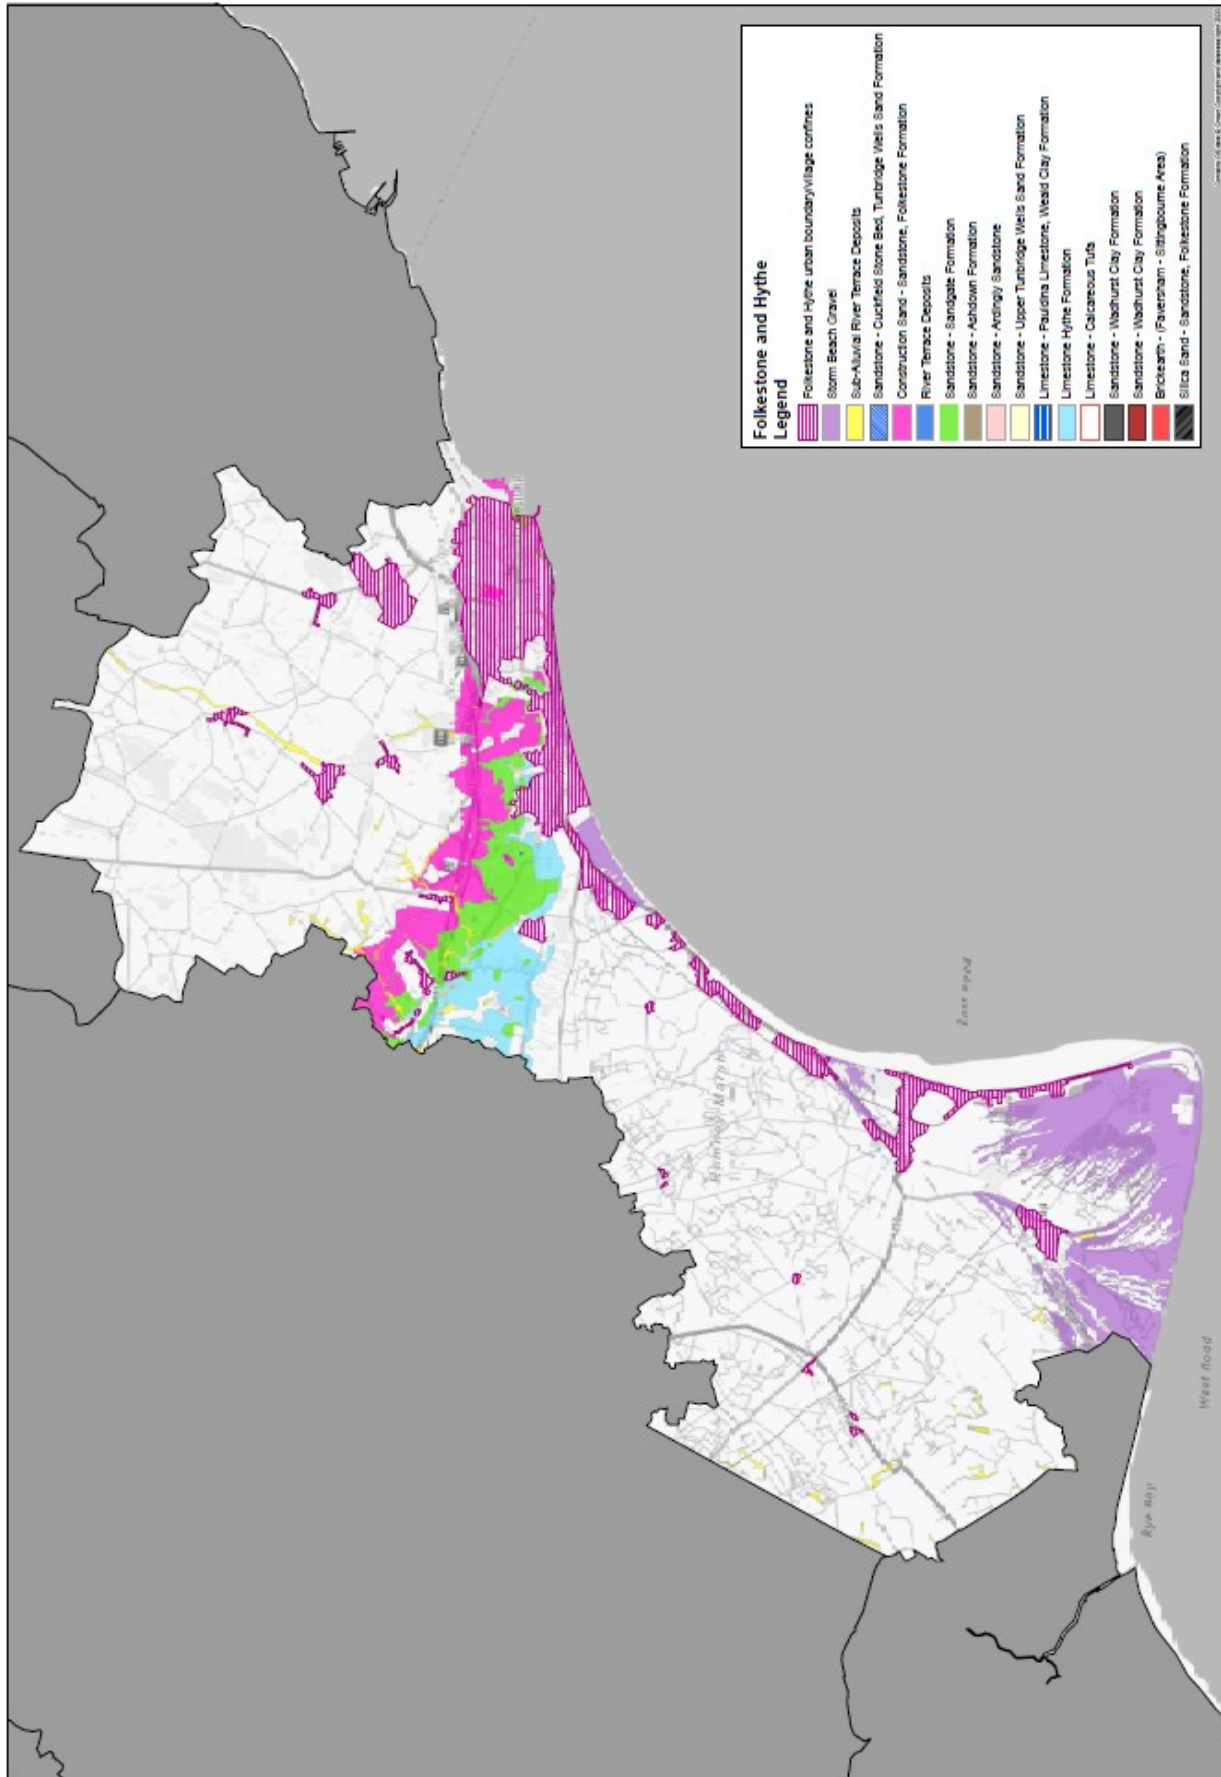 Folkestone and Hythe
Legend
Folkestone and Hythe urban boundary/village confines
Storm Beach Gravel
Sub-Alluvial River Terrace Deposits
Sandstone - Cuckfield Stone Bed, Tunbridge Wells Sand Formation
Construction Sand - Sandstone, Folkestone Formation
River Terrace Deposits
Sandstone - Sandgate Formation
Sandstone - Ashdown Formation
Sandstone - Ardingly Sandstone
Sandstone - Upper Tunbridge Wells Sand Formation
Limestone - Paludina Limestone, Weald Clay Formation
Limestone Hythe Formation
Limestone - Calcareous Tufa
Sandstone - Wadhurst Clay Formation
Sandstone - Wadhurst Clay Formation
Brickearth - (Faversham - Sittingbourne Area)
Silica Sand - Sandstone, Folkestone Formation
Romney Marsh
East Road
West Road
Rye Bay